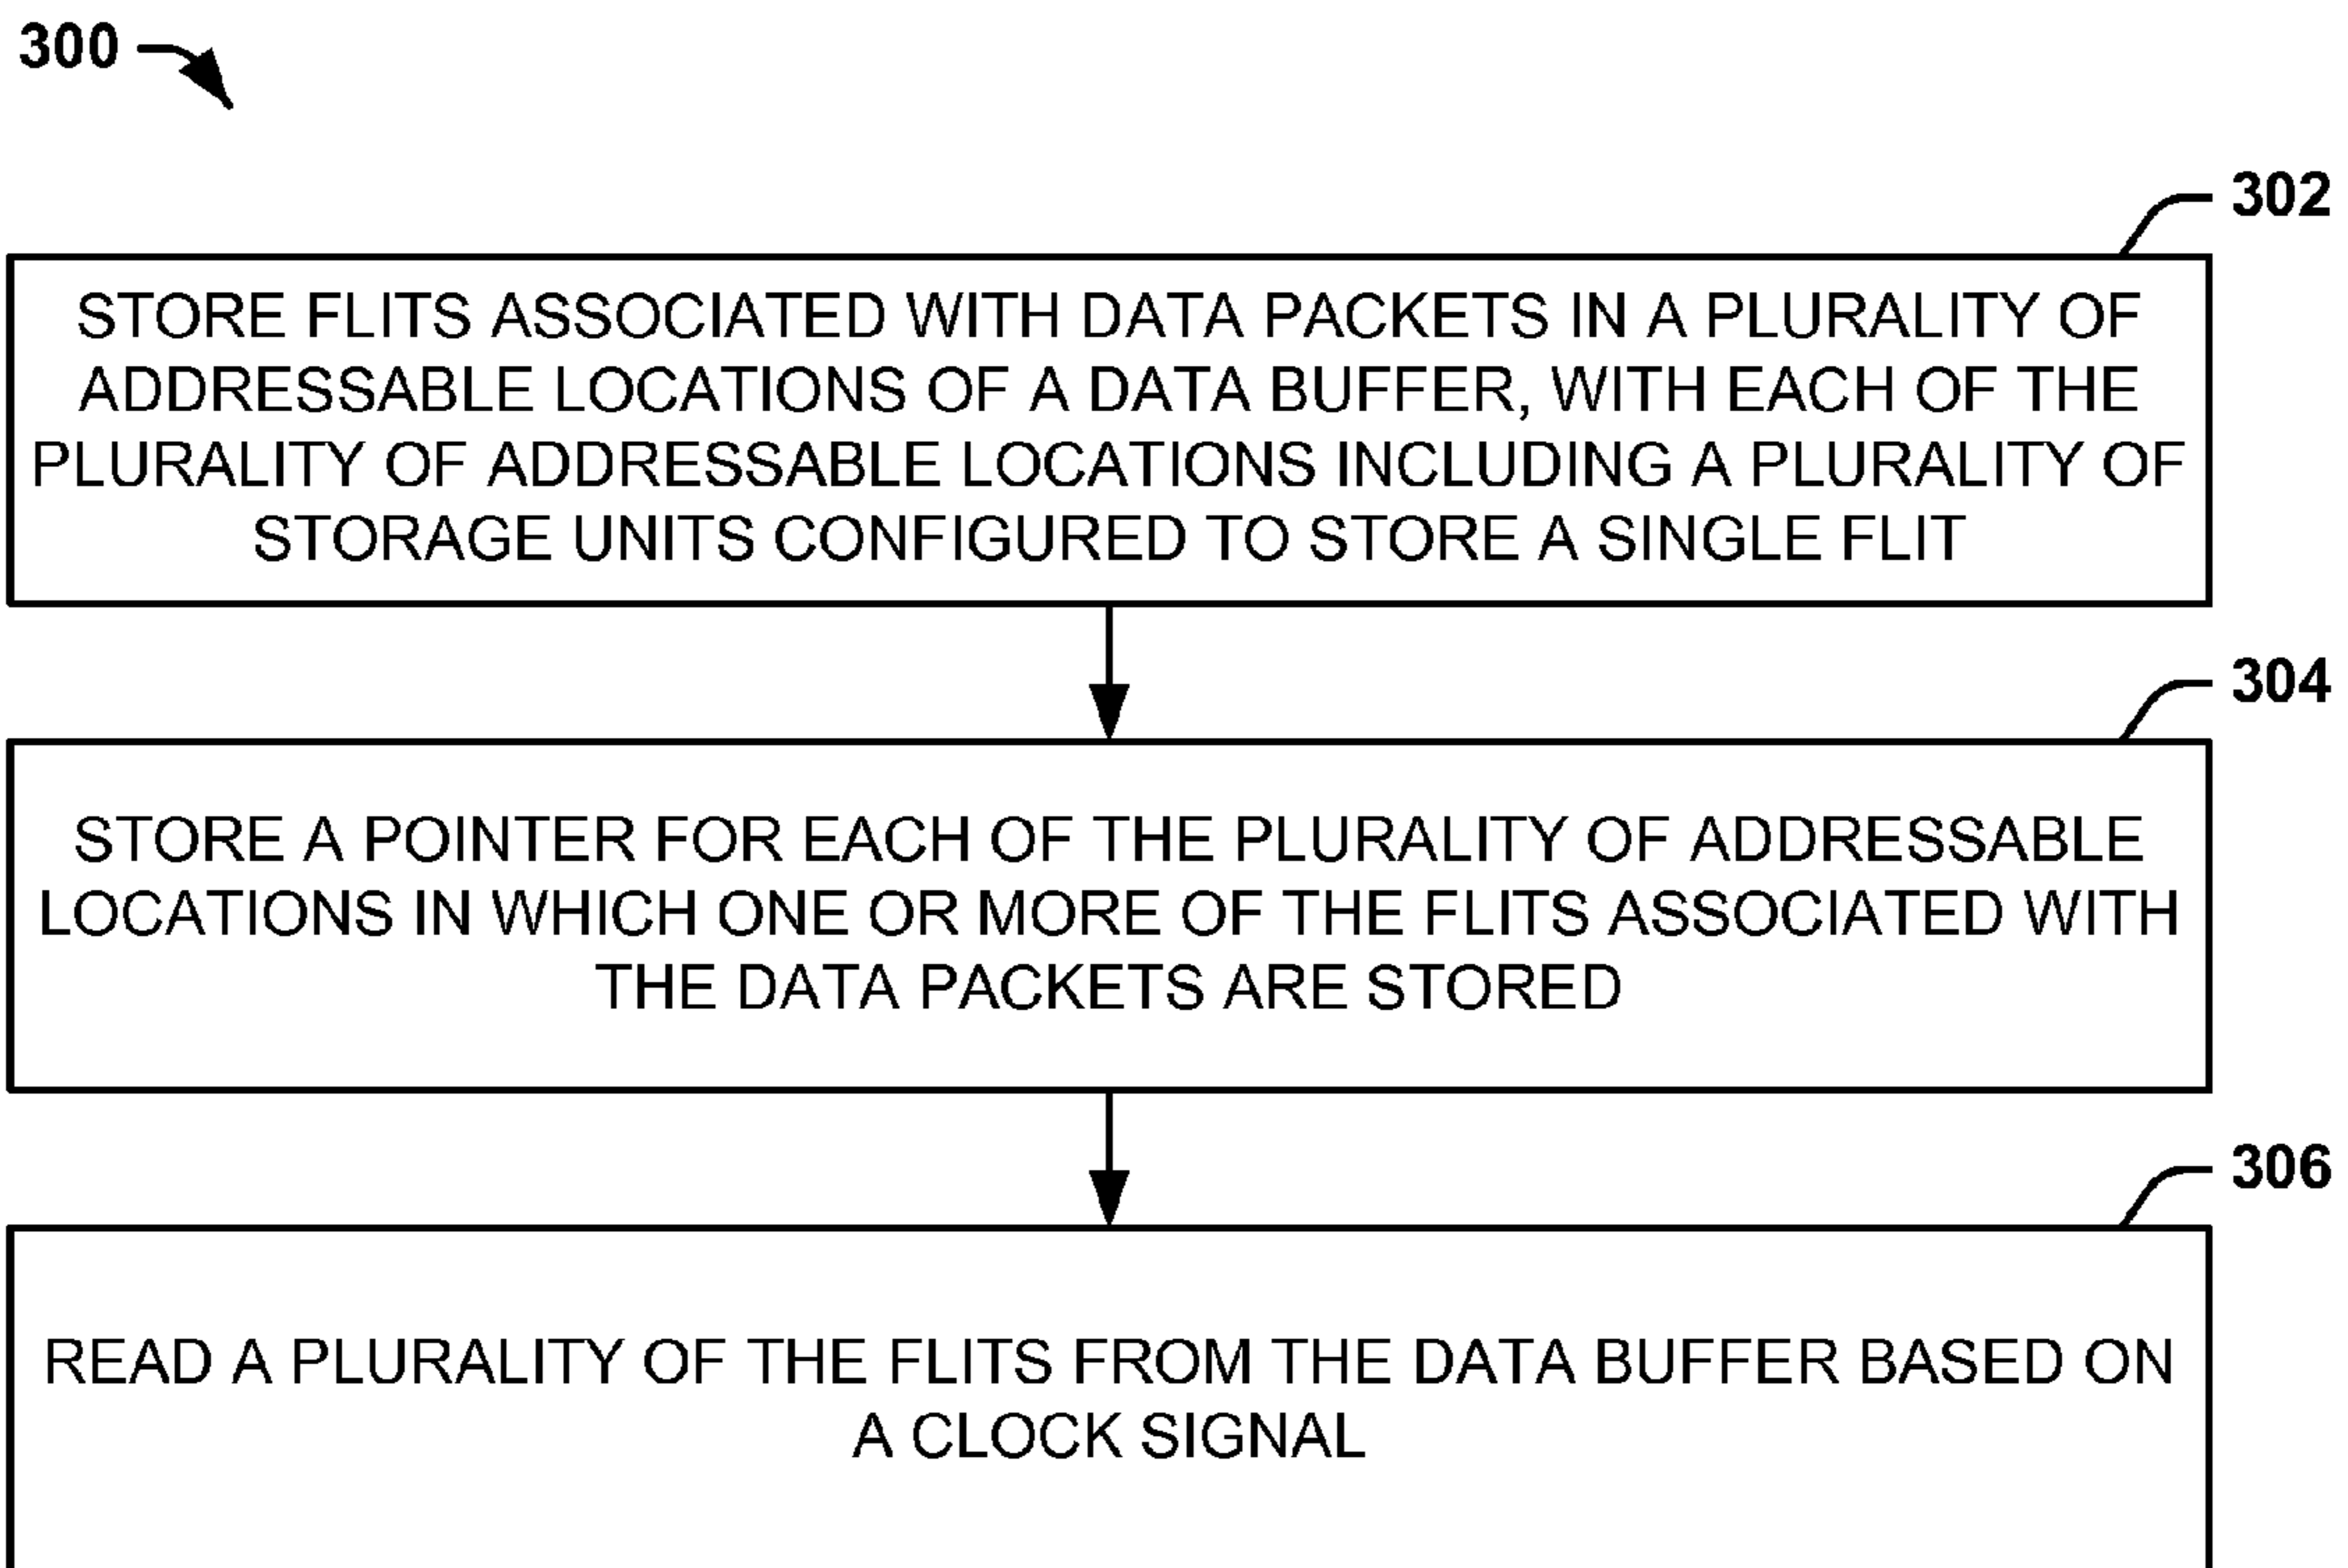 300
302
STORE FLITS ASSOCIATED WITH DATA PACKETS IN A PLURALITY OF
ADDRESSABLE LOCATIONS OF A DATA BUFFER, WITH EACH OF THE
PLURALITY OF ADDRESSABLE LOCATIONS INCLUDING A PLURALITY OF
STORAGE UNITS CONFIGURED TO STORE A SINGLE FLIT
304
STORE A POINTER FOR EACH OF THE PLURALITY OF ADDRESSABLE
LOCATIONS IN WHICH ONE OR MORE OF THE FLITS ASSOCIATED WITH
THE DATA PACKETS ARE STORED
306
READ A PLURALITY OF THE FLITS FROM THE DATA BUFFER BASED ON
A CLOCK SIGNAL